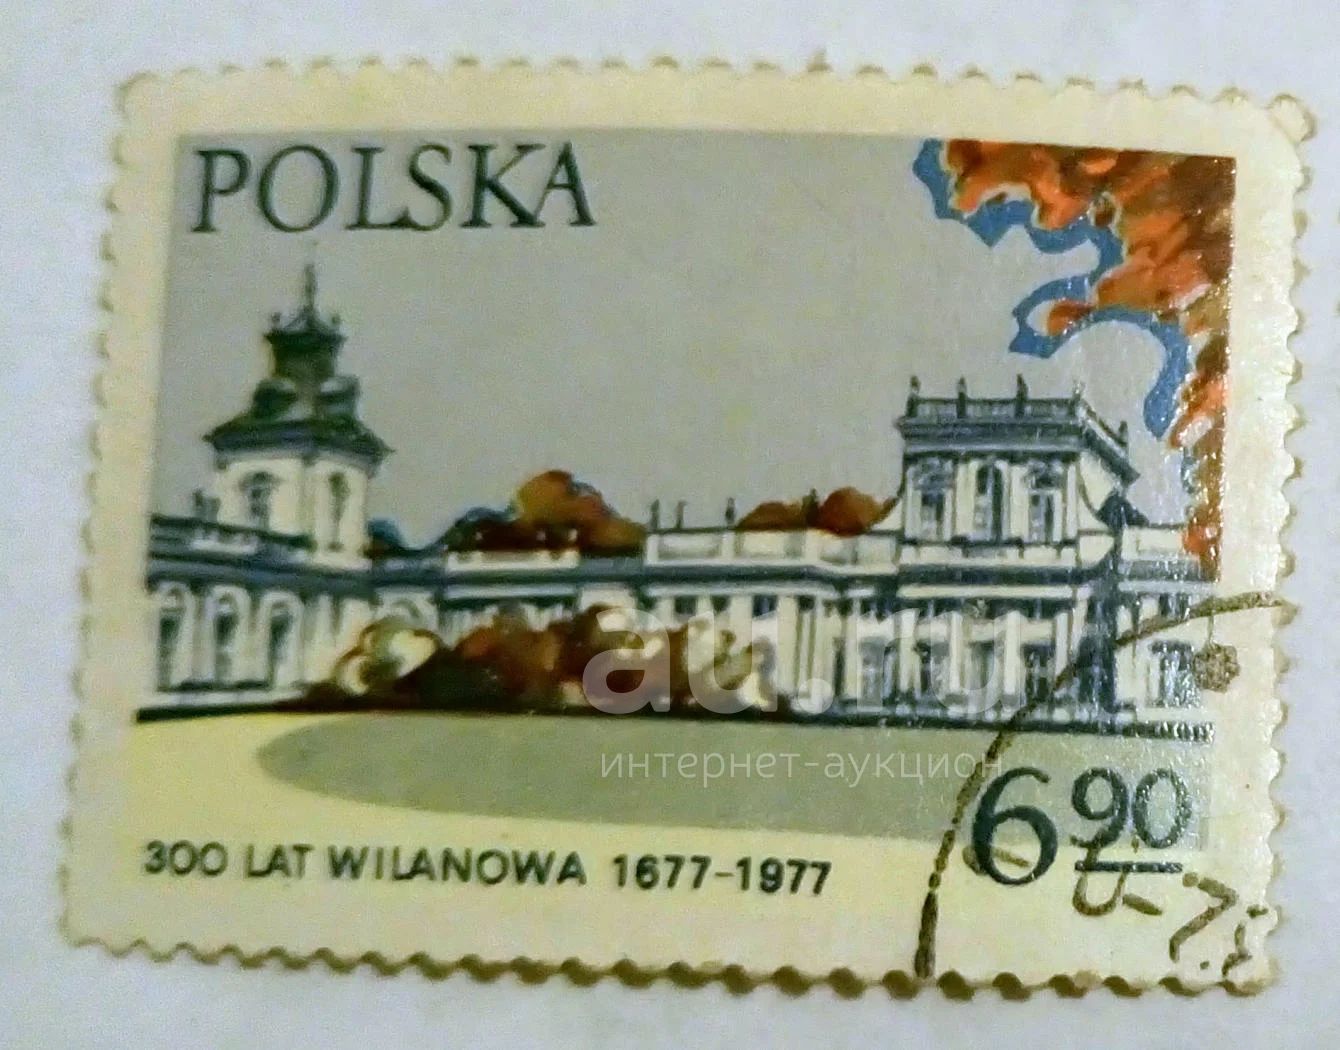 POLSKA
au.ru
интернет-аукцион
6 90
300 LAT WILANOWA 1677-1977